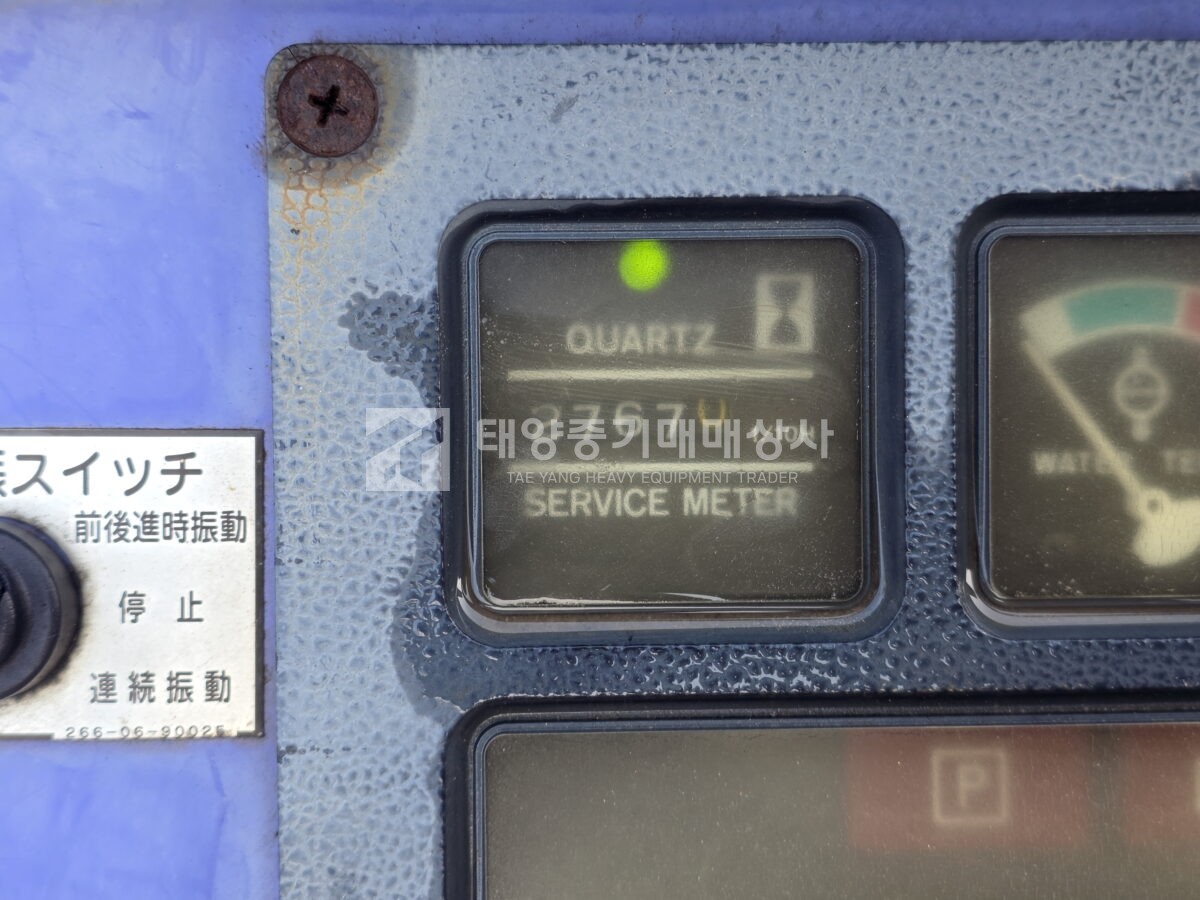 QUARTZ
태양중기매매상사
TAE YANG HEAVY EQUIPMENT TRADER
SERVICE METER
スイッチ
前後進時振動
停止
連続振動
266-06-90025
WATER
P